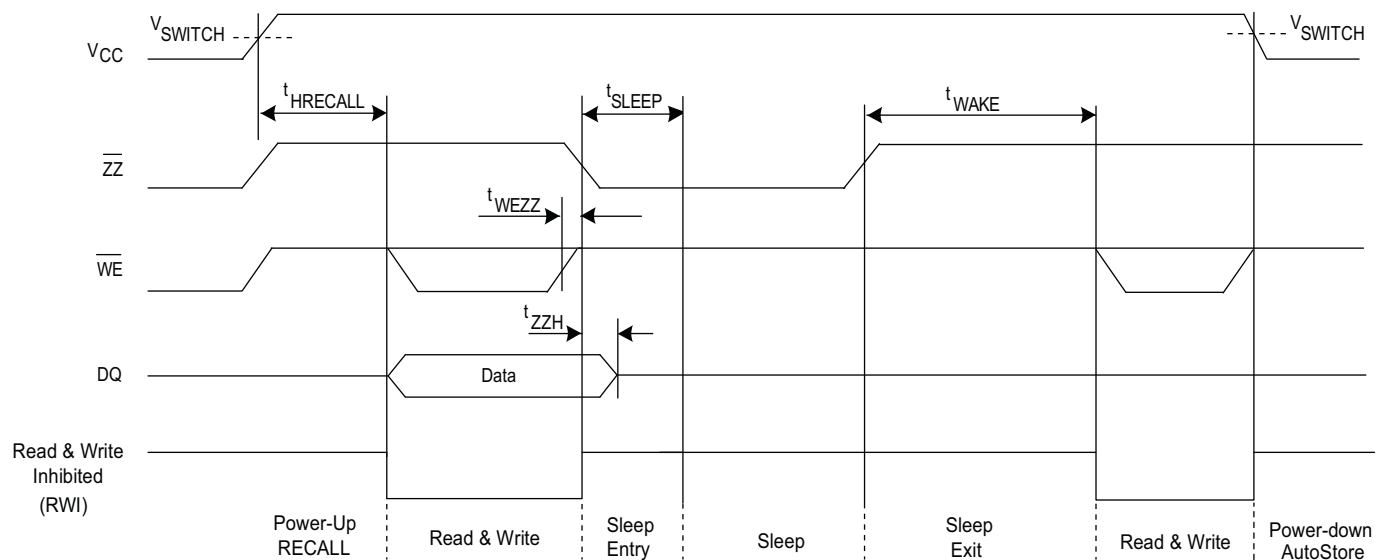 VSWITCH
VCC
VSWITCH
tHRECALL
tSLEEP
tWAKE
ZZ
tWEZZ
WE
tZZH
DQ
Data
Read & Write
Inhibited
(RWI)
Power-Up
RECALL
Read & Write
Sleep
Entry
Sleep
Sleep
Exit
Read & Write
Power-down
AutoStore